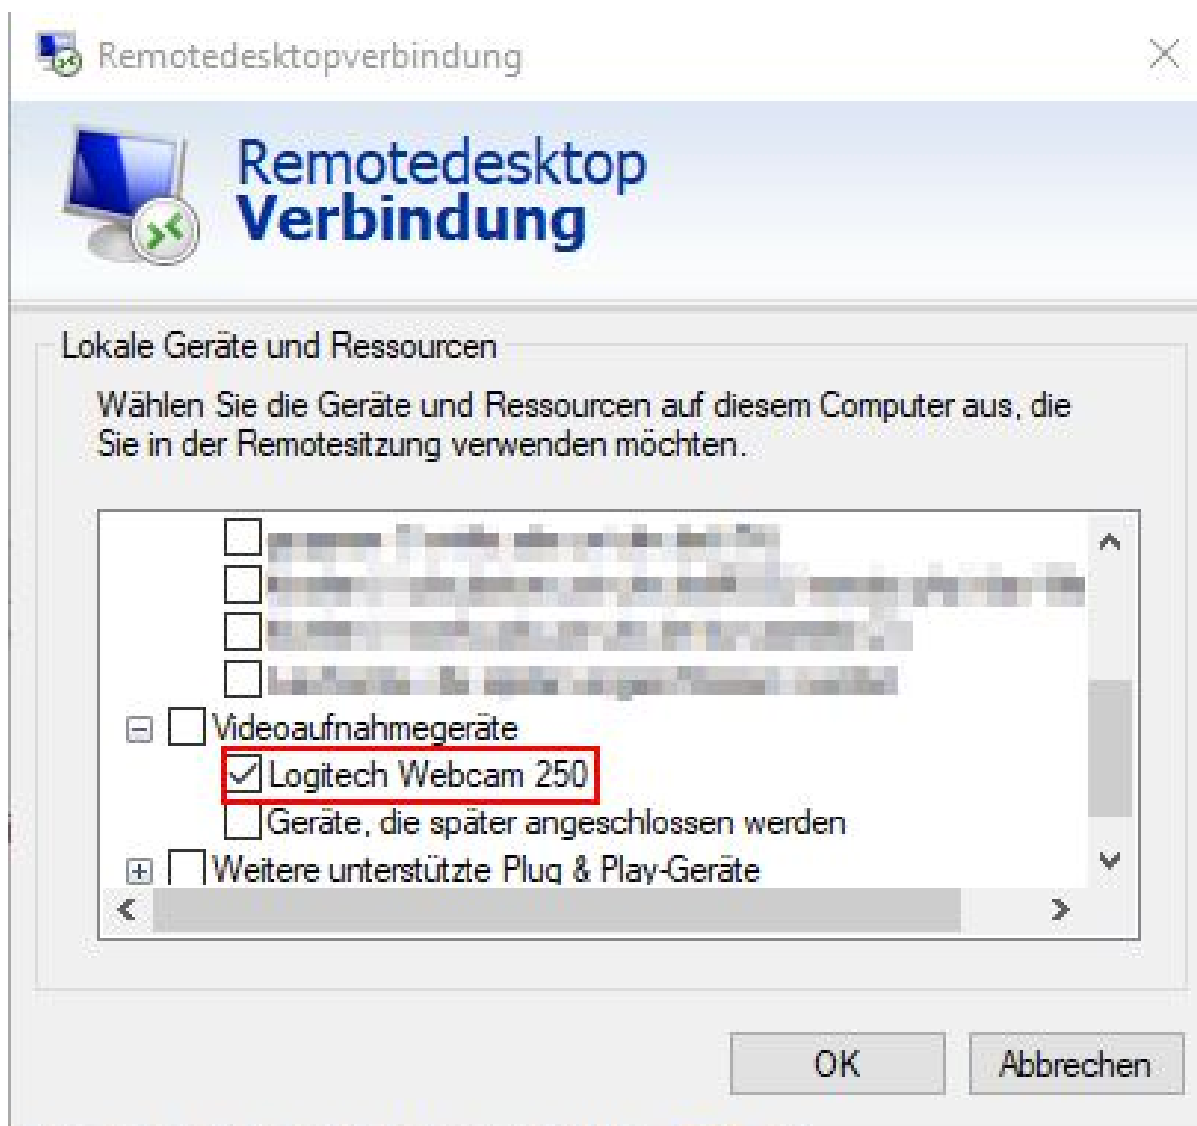 Remotedesktopverbindung
Remotedesktop
Verbindung
Lokale Geräte und Ressourcen
Wählen Sie die Geräte und Ressourcen auf diesem Computer aus, die
Sie in der Remotesitzung verwenden möchten.
Videoaufnahmegeräte
Logitech Webcam 250
Geräte, die später angeschlossen werden
Weitere unterstützte Plug & Play-Geräte
OK
Abbrechen